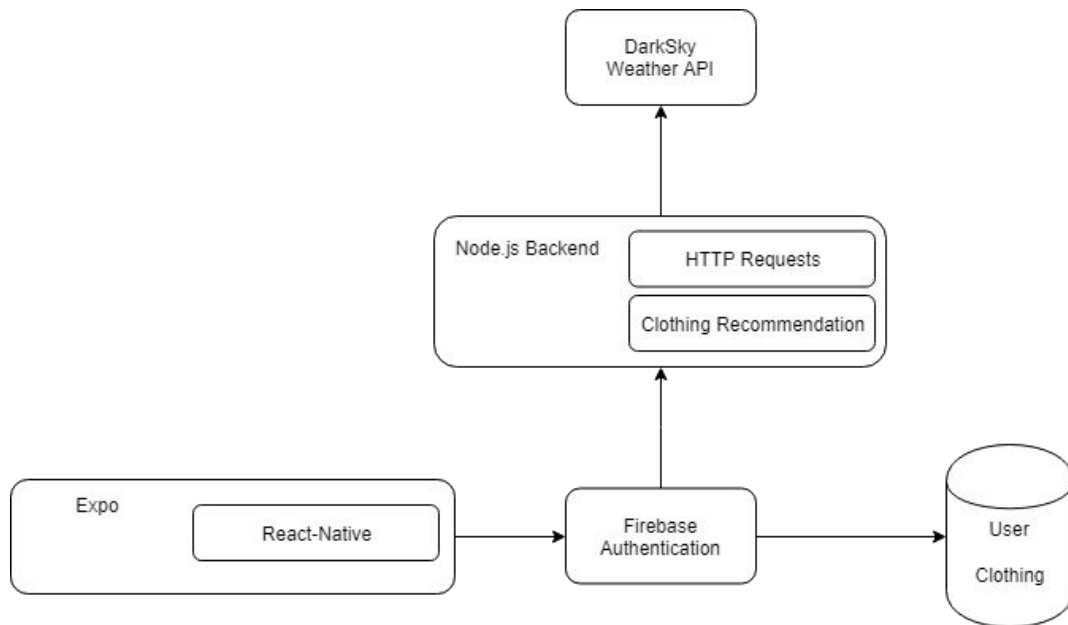 DarkSky
Weather API
Node.js Backend
HTTP Requests
Clothing Recommendation
Expo
React-Native
Firebase
Authentication
User
Clothing